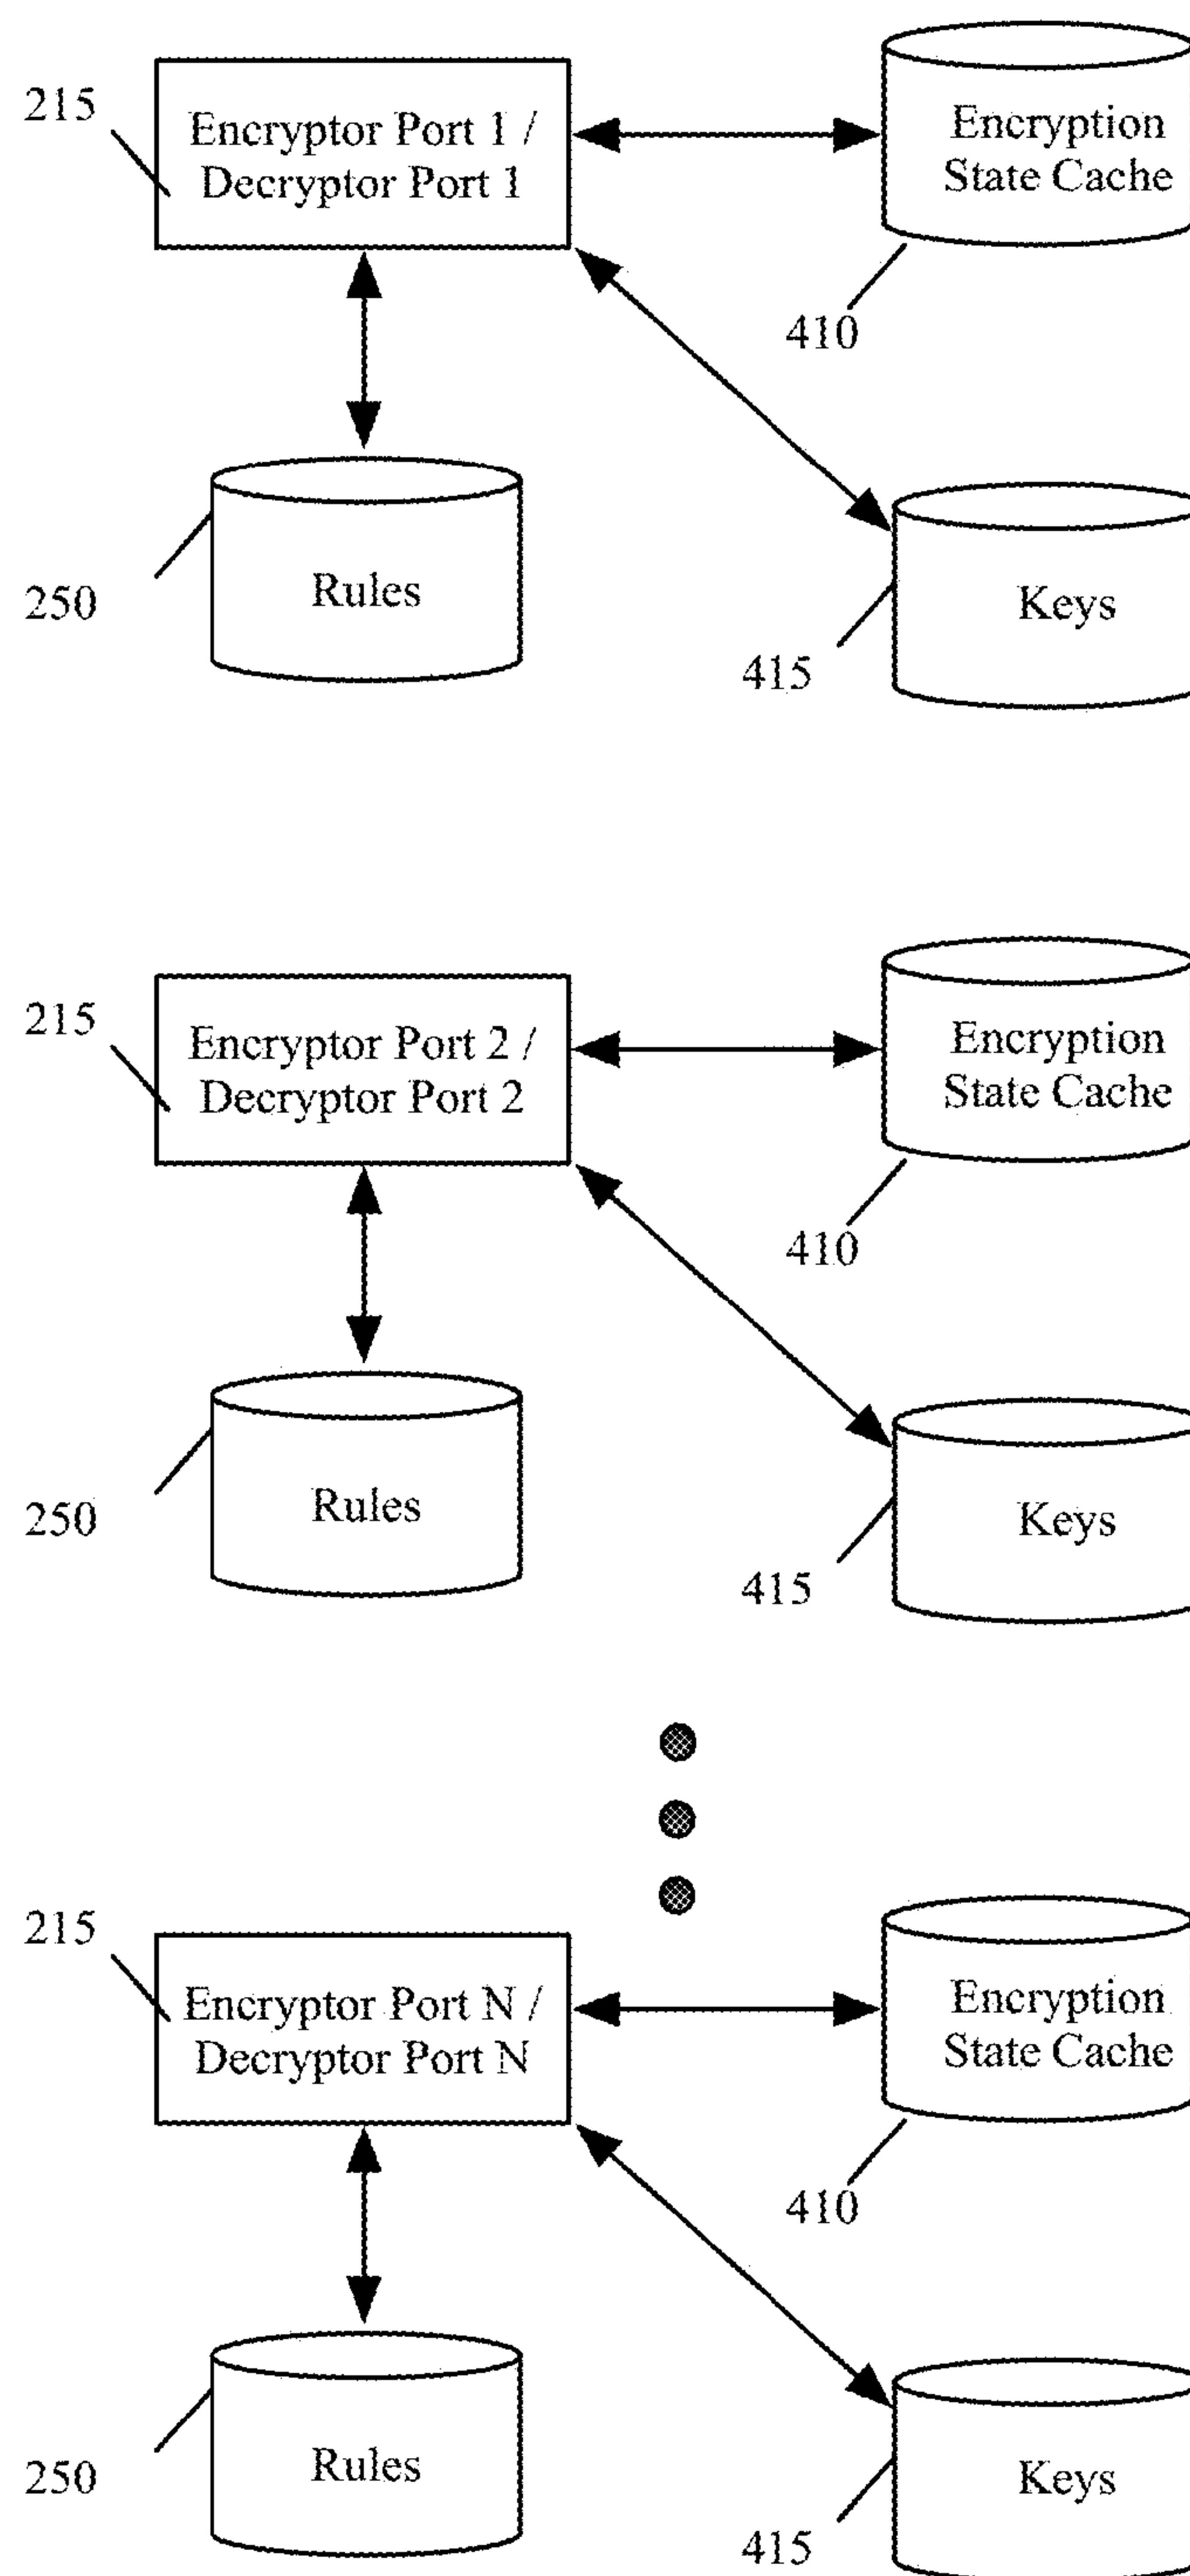 215
Encryptor Port 1 /
Decryptor Port 1
Encryption
State Cache
410
250
Rules
Keys
415
215
Encryptor Port 2 /
Decryptor Port 2
Encryption
State Cache
410
250
Rules
Keys
415
215
Encryptor Port N /
Decryptor Port N
Encryption
State Cache
410
250
Rules
Keys
415